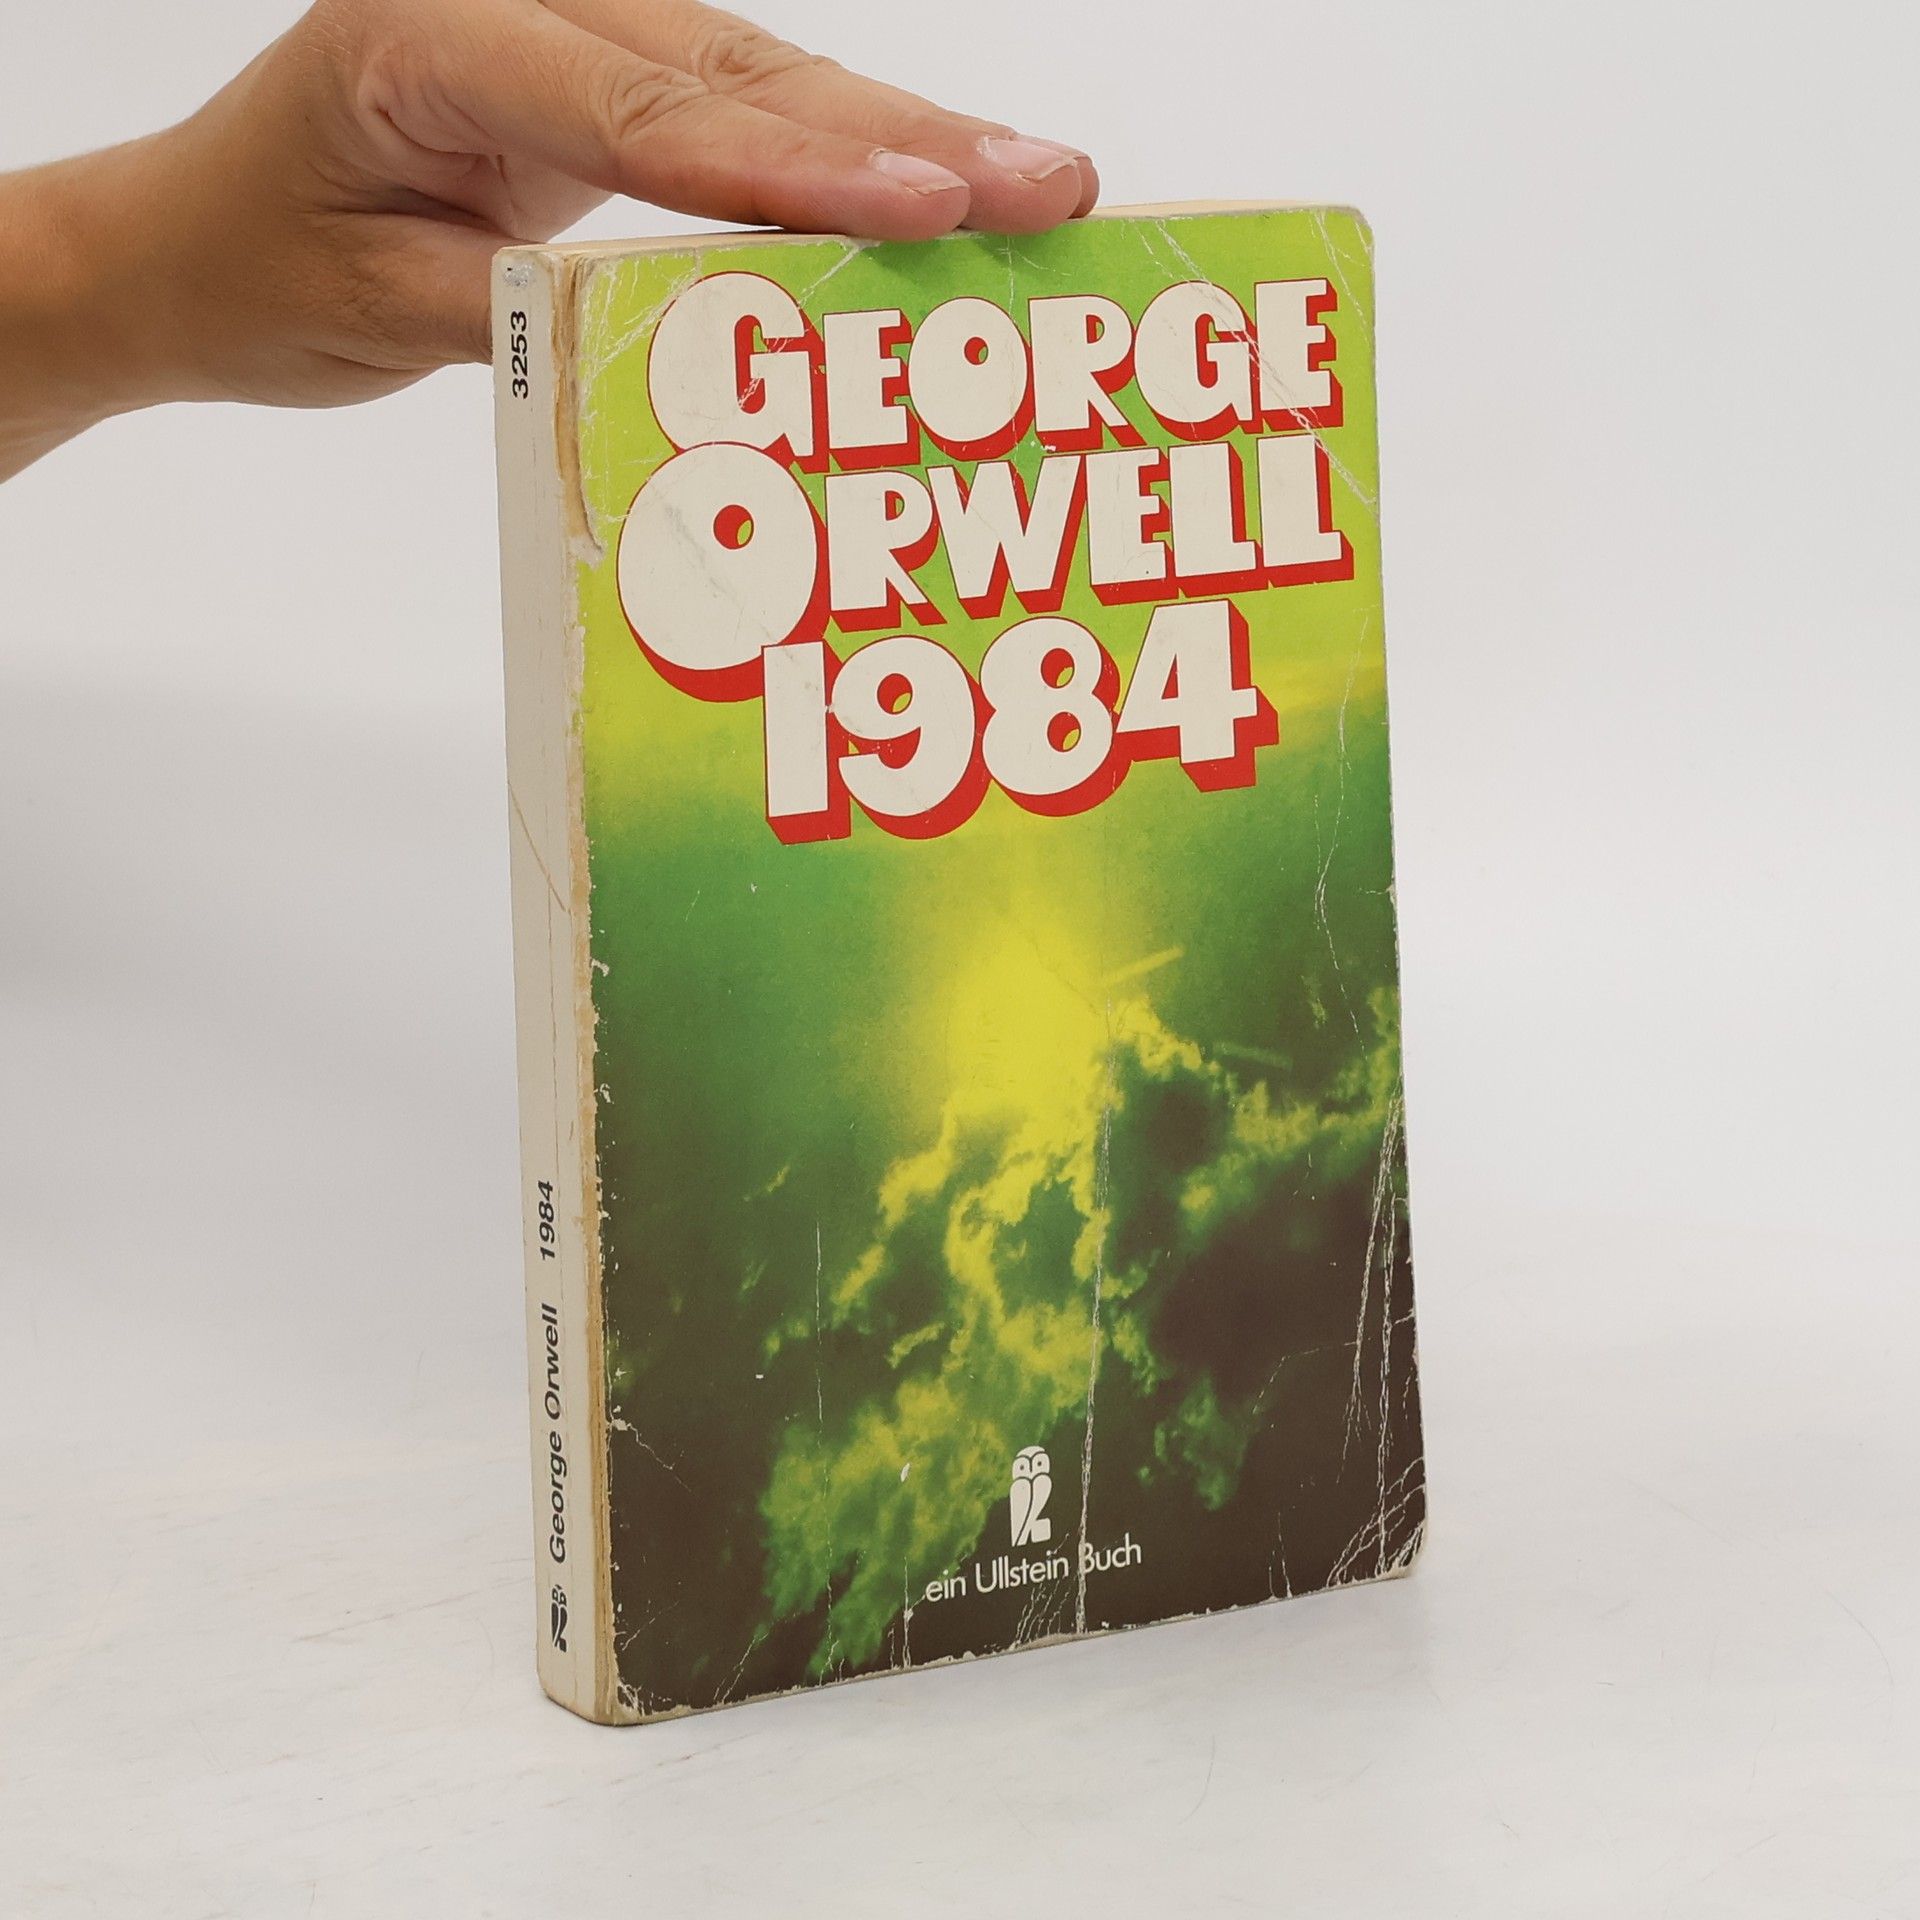 GEORGE
ORWELL
1984
ein Ullstein Buch
3253
George Orwell 1984